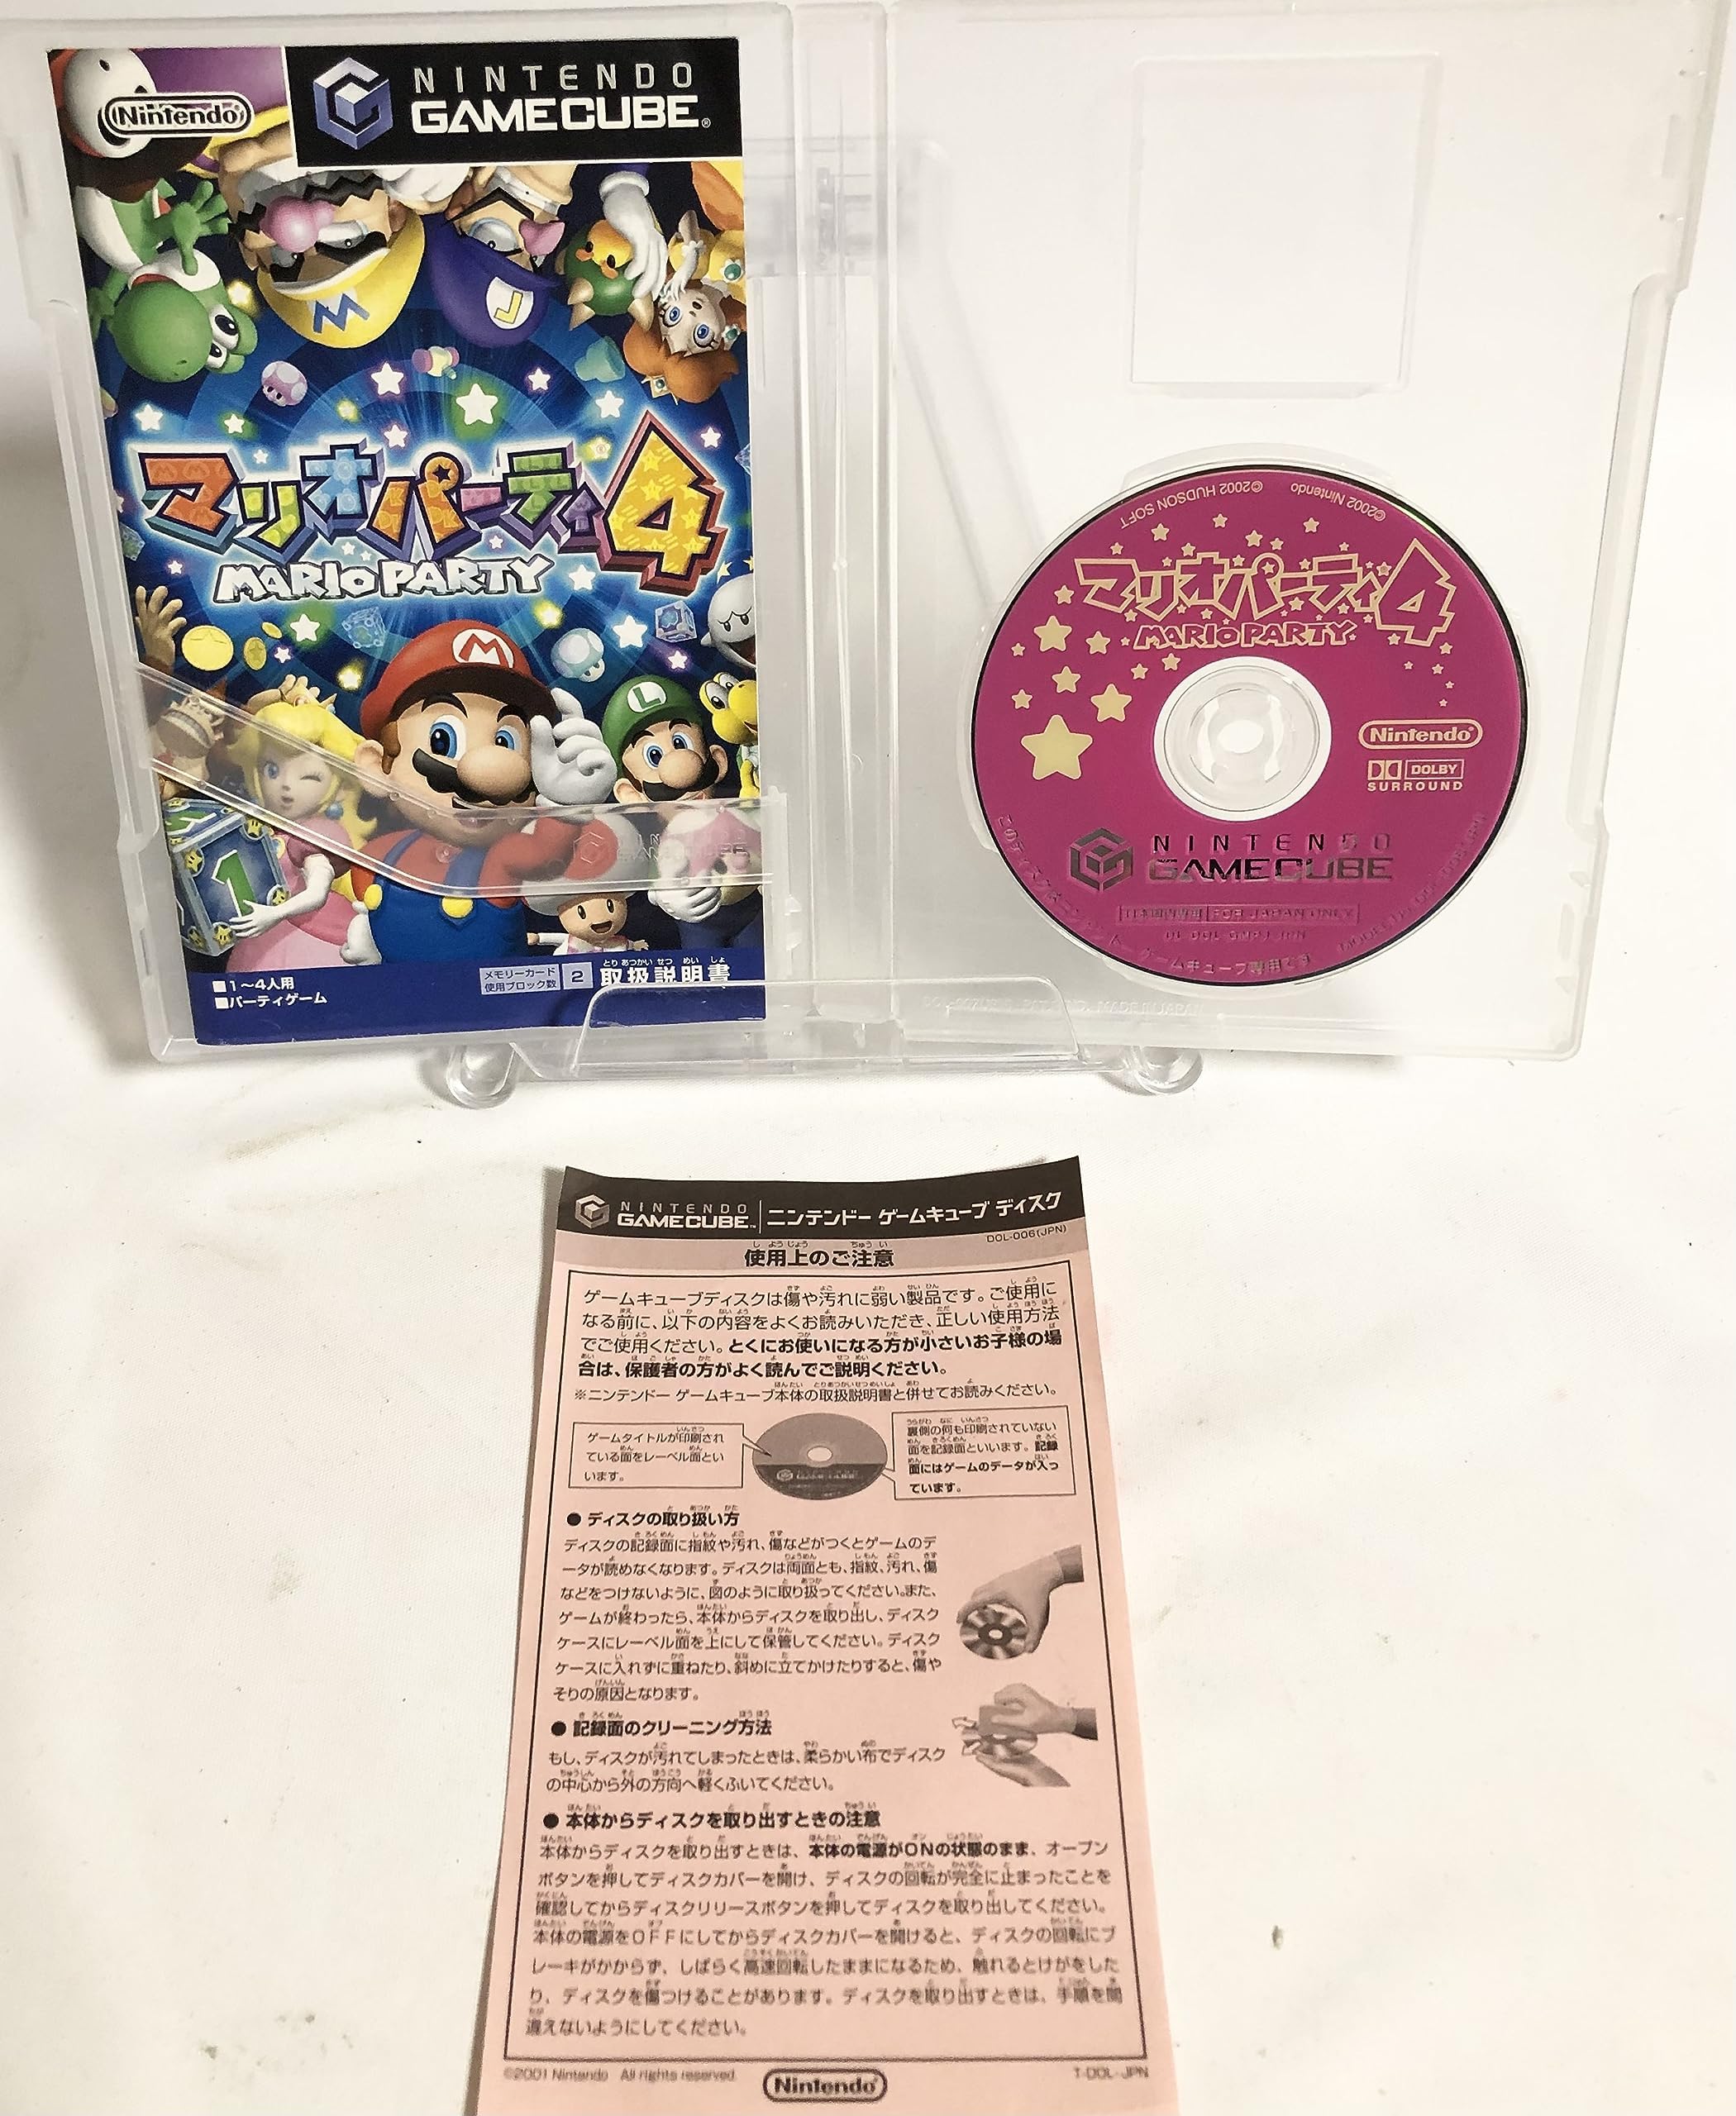 Nintendo
NINTENDO
GAMECUBE®
マリオパーティ4
MARIO PARTY
1
■1〜4人用
■パーティゲーム
メモリーカード
使用ブロック数
2
取扱説明書
©2002 Nintendo
©2002 HUDSON SOFT
マリオパーティ4
MARIO PARTY
Nintendo
DOLBY
SURROUND
NINTENDO
GAMECUBE
FOR JAPAN ONLY
NINTENDO
GAMECUBE™
ニンテンドー ゲームキューブ ディスク
DOL-006(JPN)
使用上のご注意
ゲームキューブディスクは傷や汚れに弱い製品です。ご使用に
なる前に、以下の内容をよくお読みいただき、正しい使用方法
でご使用ください。とくにお使いになる方が小さいお子様の場
合は、保護者の方がよく読んでご説明ください。
※ニンテンドー ゲームキューブ本体の取扱説明書と併せてお読みください。
ゲームタイトルが印刷され
ている面をレーベル面とい
います。
裏側の何も印刷されていない
面を記録面といいます。記録
面にはゲームのデータが入っ
ています。
● ディスクの取り扱い方
ディスクの記録面に指紋や汚れ、傷などがつくとゲームのデ
ータが読めなくなります。ディスクは両面とも、指紋、汚れ、傷
などをつけないように、図のように取り扱ってください。また、
ゲームが終わったら、本体からディスクを取り出し、ディスク
ケースにレーベル面を上にして保管してください。ディスク
ケースに入れずに重ねたり、斜めに立てかけたりすると、傷や
そりの原因となります。
● 記録面のクリーニング方法
もし、ディスクが汚れてしまったときは、柔らかい布でディスク
の中心から外の方向へ軽くふいてください。
● 本体からディスクを取り出すときの注意
本体からディスクを取り出すときは、本体の電源がONの状態のまま、オープン
ボタンを押してディスクカバーを開け、ディスクの回転が完全に止まったことを
確認してからディスクリリースボタンを押してディスクを取り出してください。
本体の電源をOFFにしてからディスクカバーを開けると、ディスクの回転にブ
レーキがかからず、しばらく高速回転したままになるため、触れるとけがをした
り、ディスクを傷つけることがあります。ディスクを取り出すときは、手順を間
違えないようにしてください。
©2001 Nintendo All rights reserved.
Nintendo
T-DOL-JPN